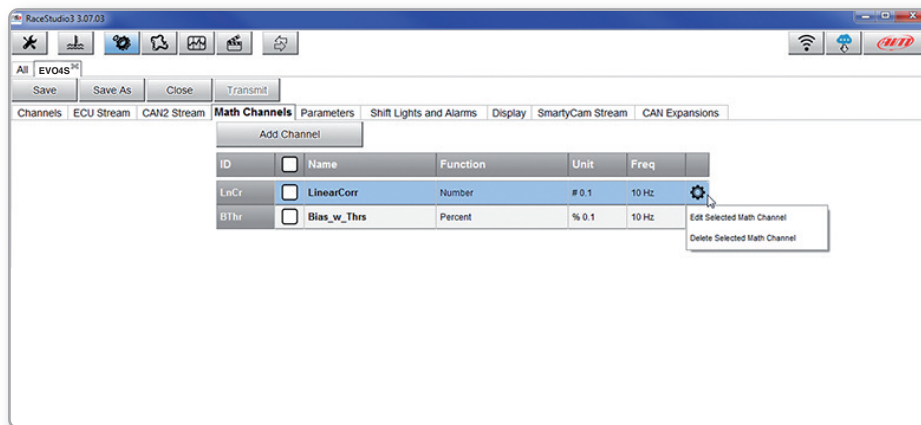 RaceStudio3 3.07.03
AiM
All EVO4S
Save Save As Close Transmit
Channels ECU Stream CAN2 Stream Math Channels Parameters Shift Lights and Alarms Display SmartyCam Stream CAN Expansions
Add Channel
ID Name Function Unit Freq
LnCr LinearCorr Number # 0.1 10 Hz
BThr Bias_w_Thrs Percent % 0.1 10 Hz
Edit Selected Math Channel
Delete Selected Math Channel